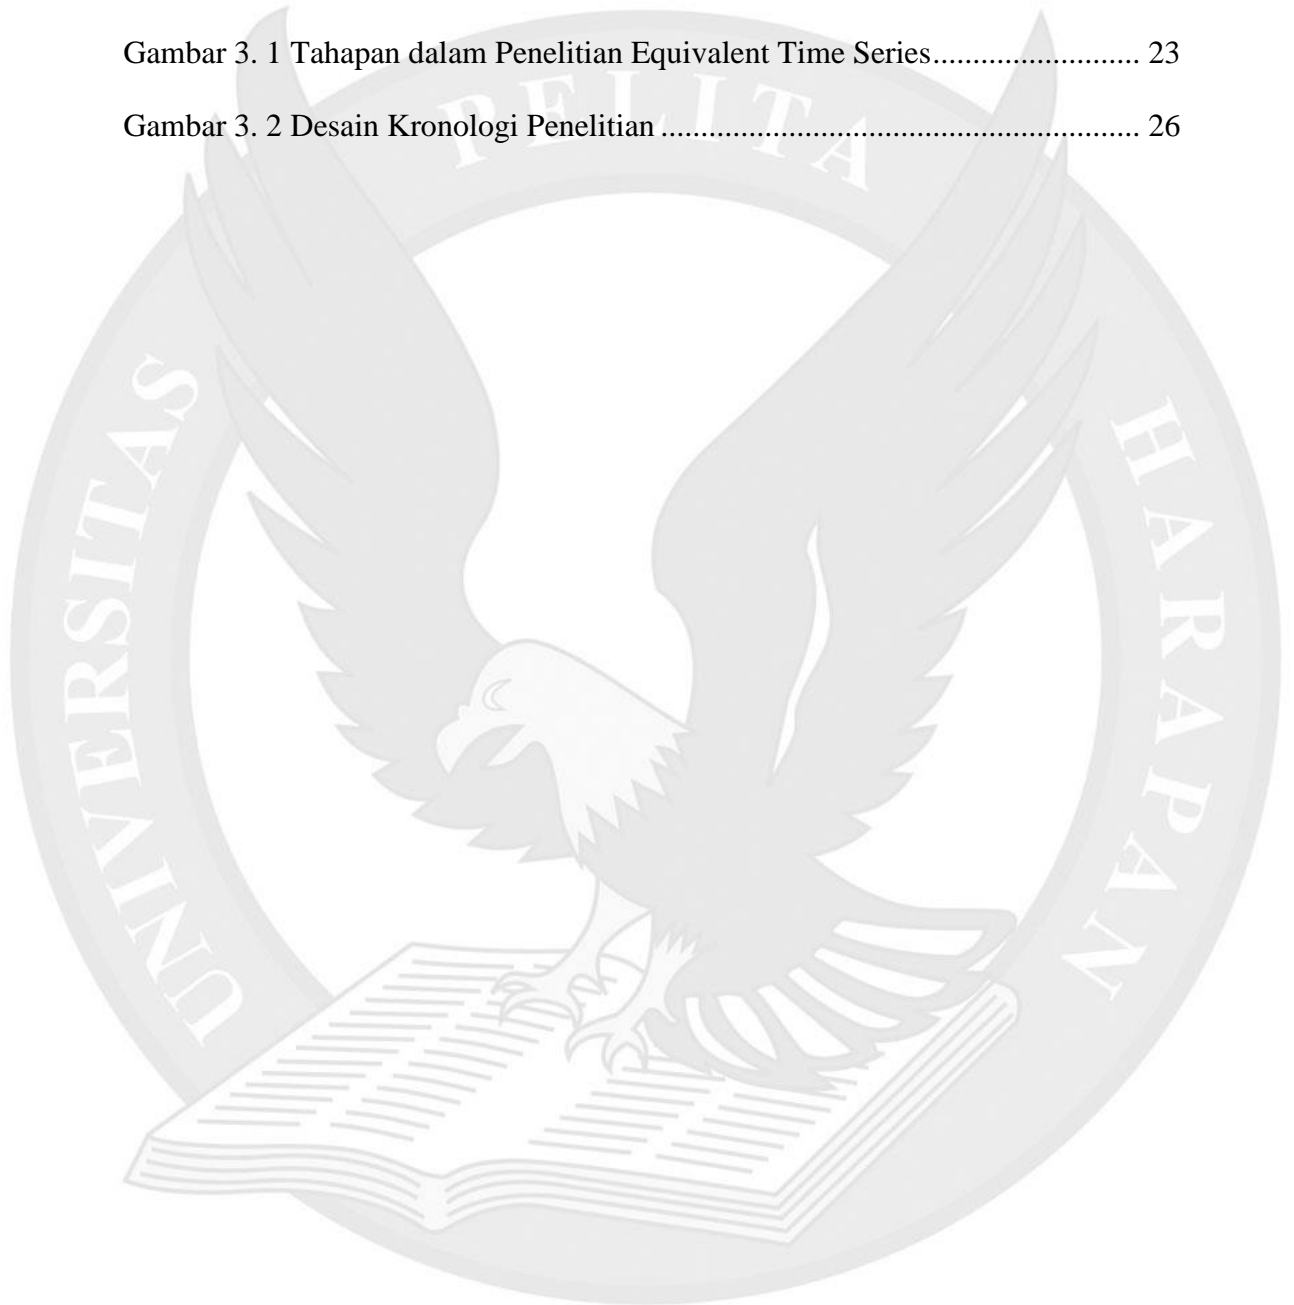 Gambar 3. 1 Tahapan dalam Penelitian Equivalent Time Series.......................... 23
Gambar 3. 2 Desain Kronologi Penelitian ............................................................ 26
UNIVERSITAS PELITA HARAPAN